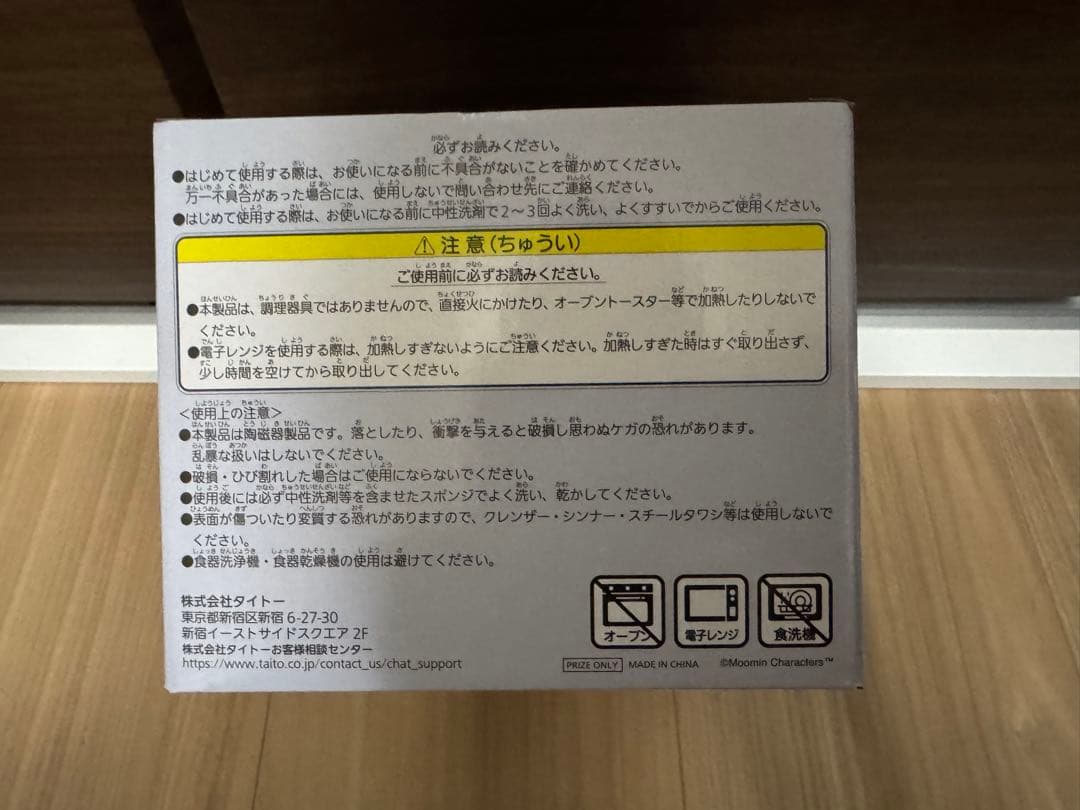 必ずお読みください。
●はじめて使用する際は、お使いになる前に不具合がないことを確かめてください。
万一不具合があった場合には、使用しないで問い合わせ先にご連絡ください。
●はじめて使用する際は、お使いになる前に中性洗剤で2～3回よく洗い、よくすすいでからご使用ください。
⚠注意(ちゅうい)
ご使用前に必ずお読みください。
●本製品は、調理器具ではありませんので、直接火にかけたり、オーブントースター等で加熱したりしないで
ください。
●電子レンジを使用する際は、加熱しすぎないようにご注意ください。加熱しすぎた時はすぐ取り出さず、
少し時間を空けてから取り出してください。
<使用上の注意>
●本製品は陶磁器製品です。落としたり、衝撃を与えると破損し思わぬケガの恐れがあります。
乱暴な扱いはしないでください。
●破損・ひび割れした場合はご使用にならないでください。
●使用後には必ず中性洗剤等を含ませたスポンジでよく洗い、乾かしてください。
●表面が傷ついたり変質する恐れがありますので、クレンザー・シンナー・スチールタワシ等は使用しないで
ください。
●食器洗浄機・食器乾燥機の使用は避けてください。
株式会社タイトー
東京都新宿区新宿 6-27-30
新宿イーストサイドスクエア 2F
株式会社タイトーお客様相談センター
https://www.taito.co.jp/contact_us/chat_support
オーブン
電子レンジ
食洗機
PRIZE ONLY MADE IN CHINA ©Moomin Characters™